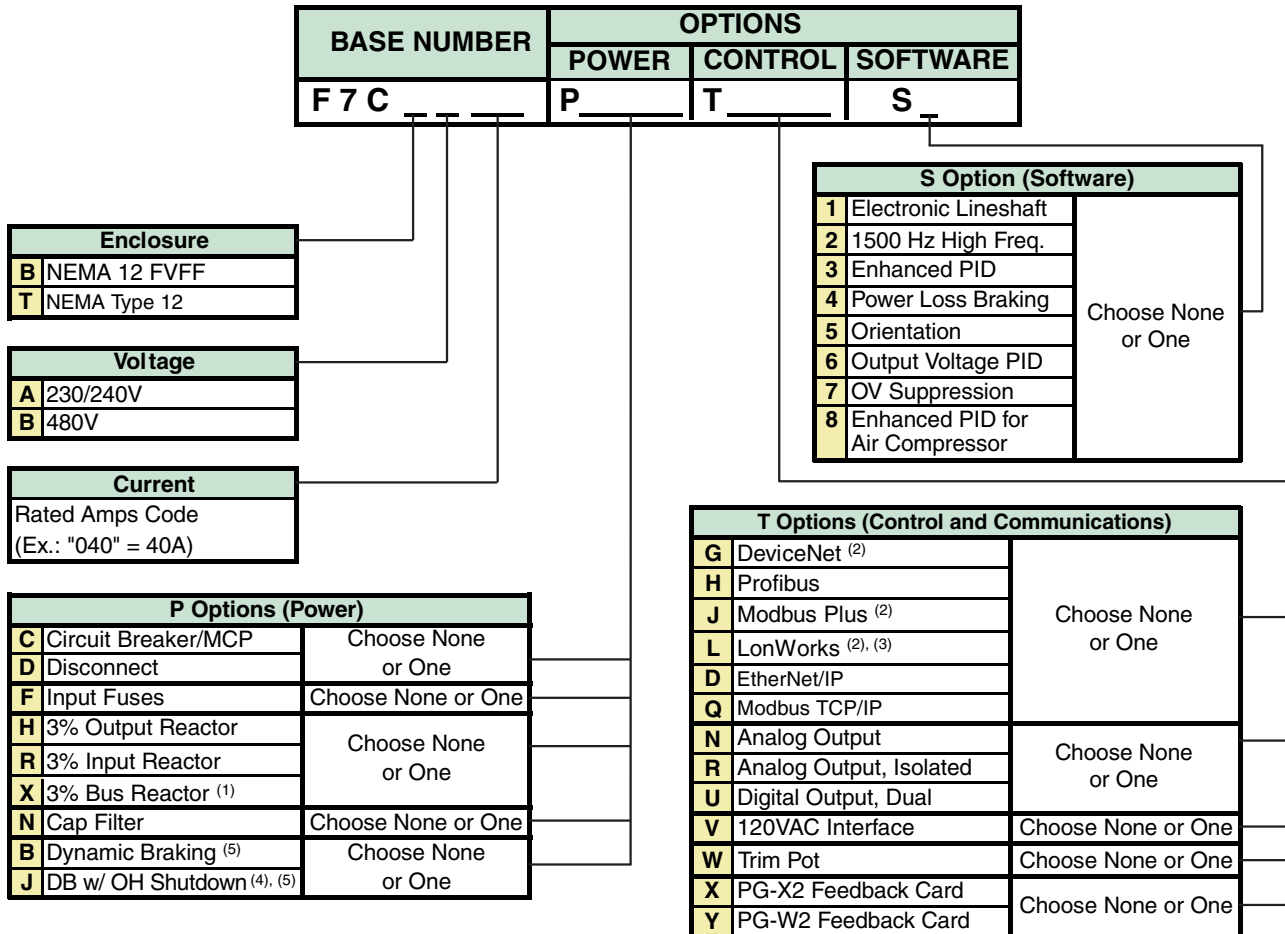 BASE NUMBER
OPTIONS
POWER CONTROL SOFTWARE
F 7 C _ _ ___ P______ T______ S _
Enclosure
B NEMA 12 FVFF
T NEMA Type 12
Voltage
A 230/240V
B 480V
Current
Rated Amps Code
(Ex.: "040" = 40A)
P Options (Power)
C Circuit Breaker/MCP
D Disconnect
Choose None
or One
F Input Fuses Choose None or One
H 3% Output Reactor
R 3% Input Reactor
X 3% Bus Reactor (1)
Choose None
or One
N Cap Filter Choose None or One
B Dynamic Braking (5)
J DB w/ OH Shutdown (4), (5)
Choose None
or One
S Option (Software)
1 Electronic Lineshaft
2 1500 Hz High Freq.
3 Enhanced PID
4 Power Loss Braking
5 Orientation
6 Output Voltage PID
7 OV Suppression
8 Enhanced PID for
Air Compressor
Choose None
or One
T Options (Control and Communications)
G DeviceNet (2)
H Profibus
J Modbus Plus (2)
L LonWorks (2), (3)
D EtherNet/IP
Q Modbus TCP/IP
Choose None
or One
N Analog Output
R Analog Output, Isolated
U Digital Output, Dual
Choose None
or One
V 120VAC Interface Choose None or One
W Trim Pot Choose None or One
X PG-X2 Feedback Card
Y PG-W2 Feedback Card
Choose None or One